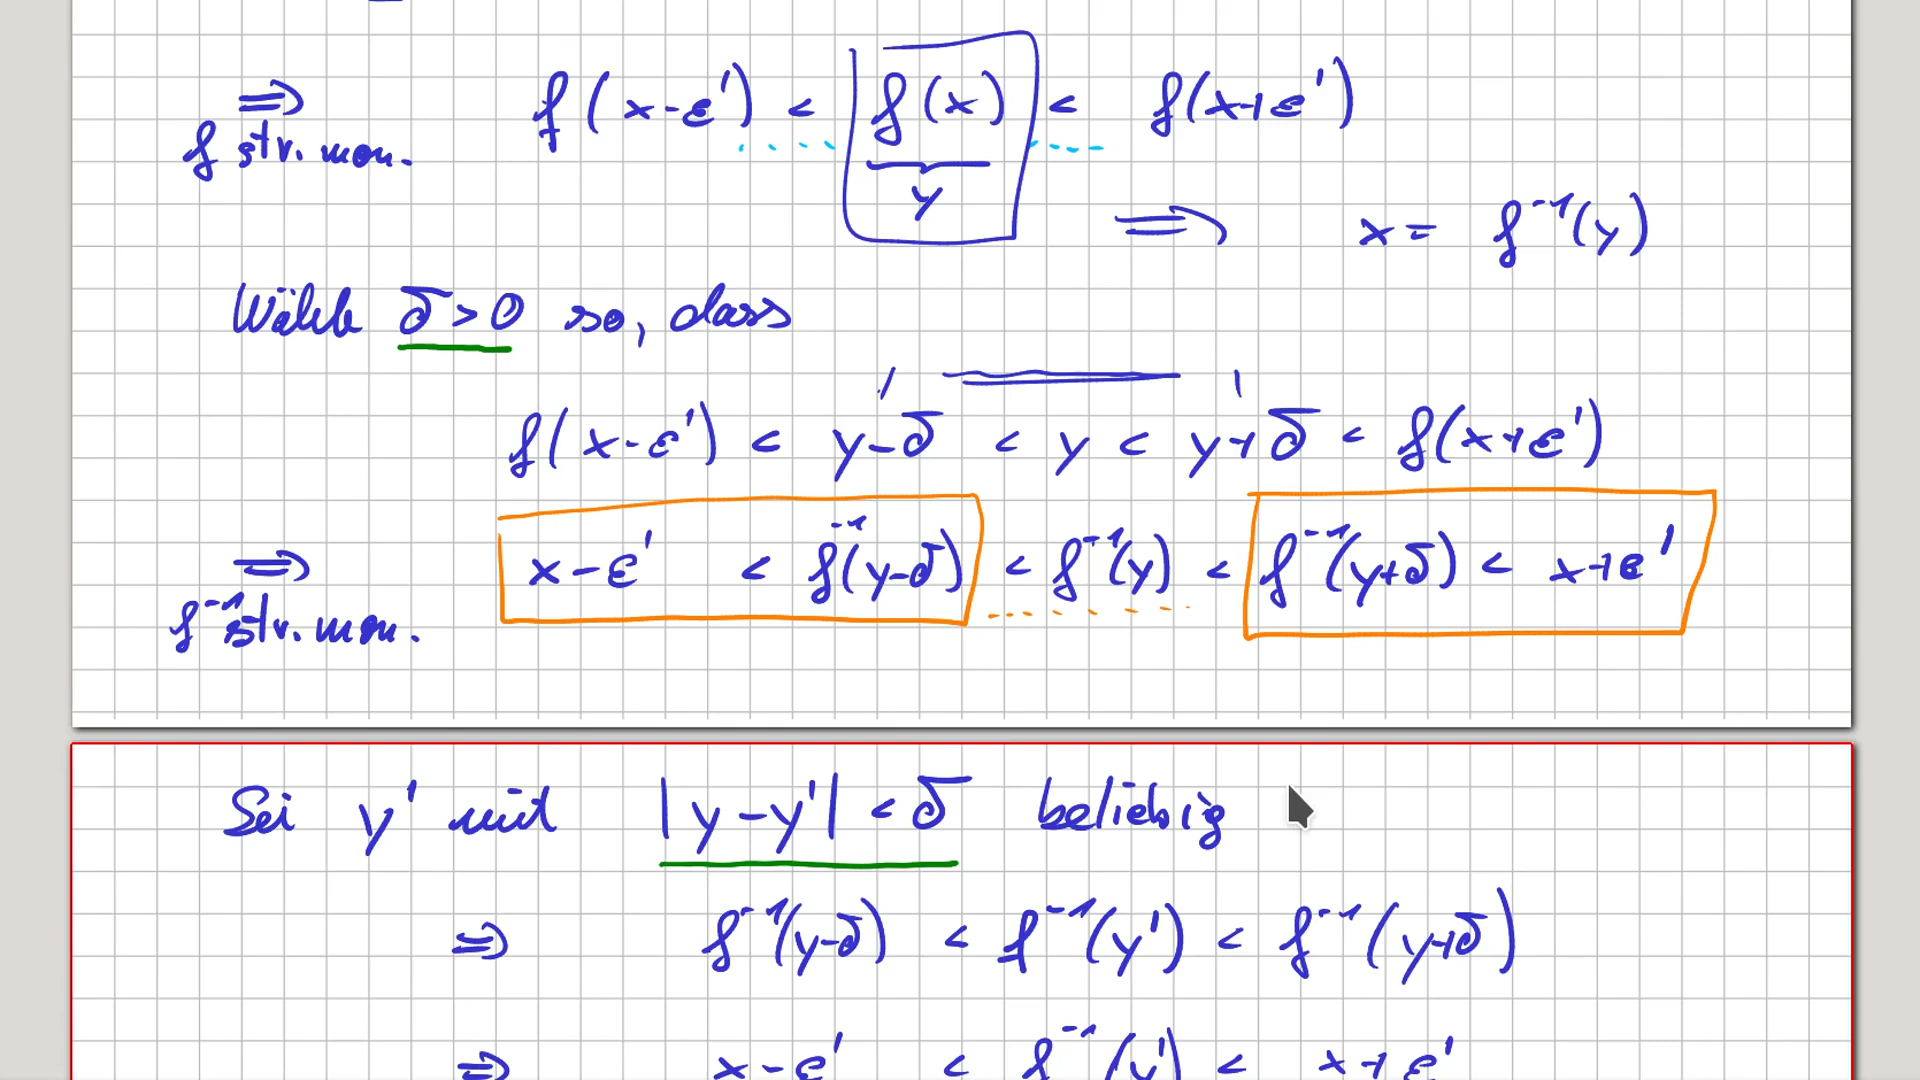 ⇒ f(x-ε') < f(x) < f(x+ε')
f str. mon.
y
⇒ x = f⁻¹(y)
Wähle δ > 0 so, dass
f(x-ε') < y-δ < y < y+δ < f(x+ε')
⇒ x-ε' < f⁻¹(y-δ) < f⁻¹(y) < f⁻¹(y+δ) < x+ε'
f⁻¹ str. mon.
Sei y' mit |y-y'| < δ beliebig
⇒ f⁻¹(y-δ) < f⁻¹(y') < f⁻¹(y+δ)
⇒ x-ε' < f⁻¹(y') < x+ε'